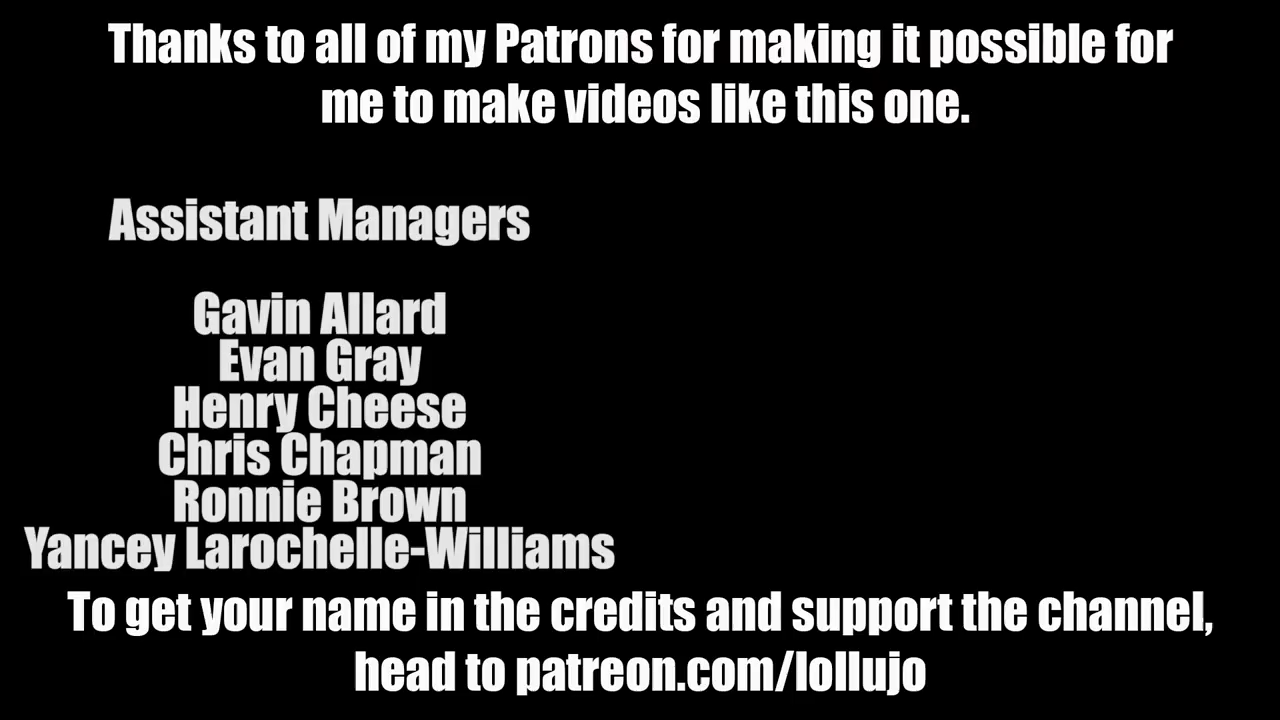 Thanks to all of my Patrons for making it possible for
me to make videos like this one.
Assistant Managers
Gavin Allard
Evan Gray
Henry Cheese
Chris Chapman
Ronnie Brown
Yancey Larochelle-Williams
To get your name in the credits and support the channel,
head to patreon.com/lollujo